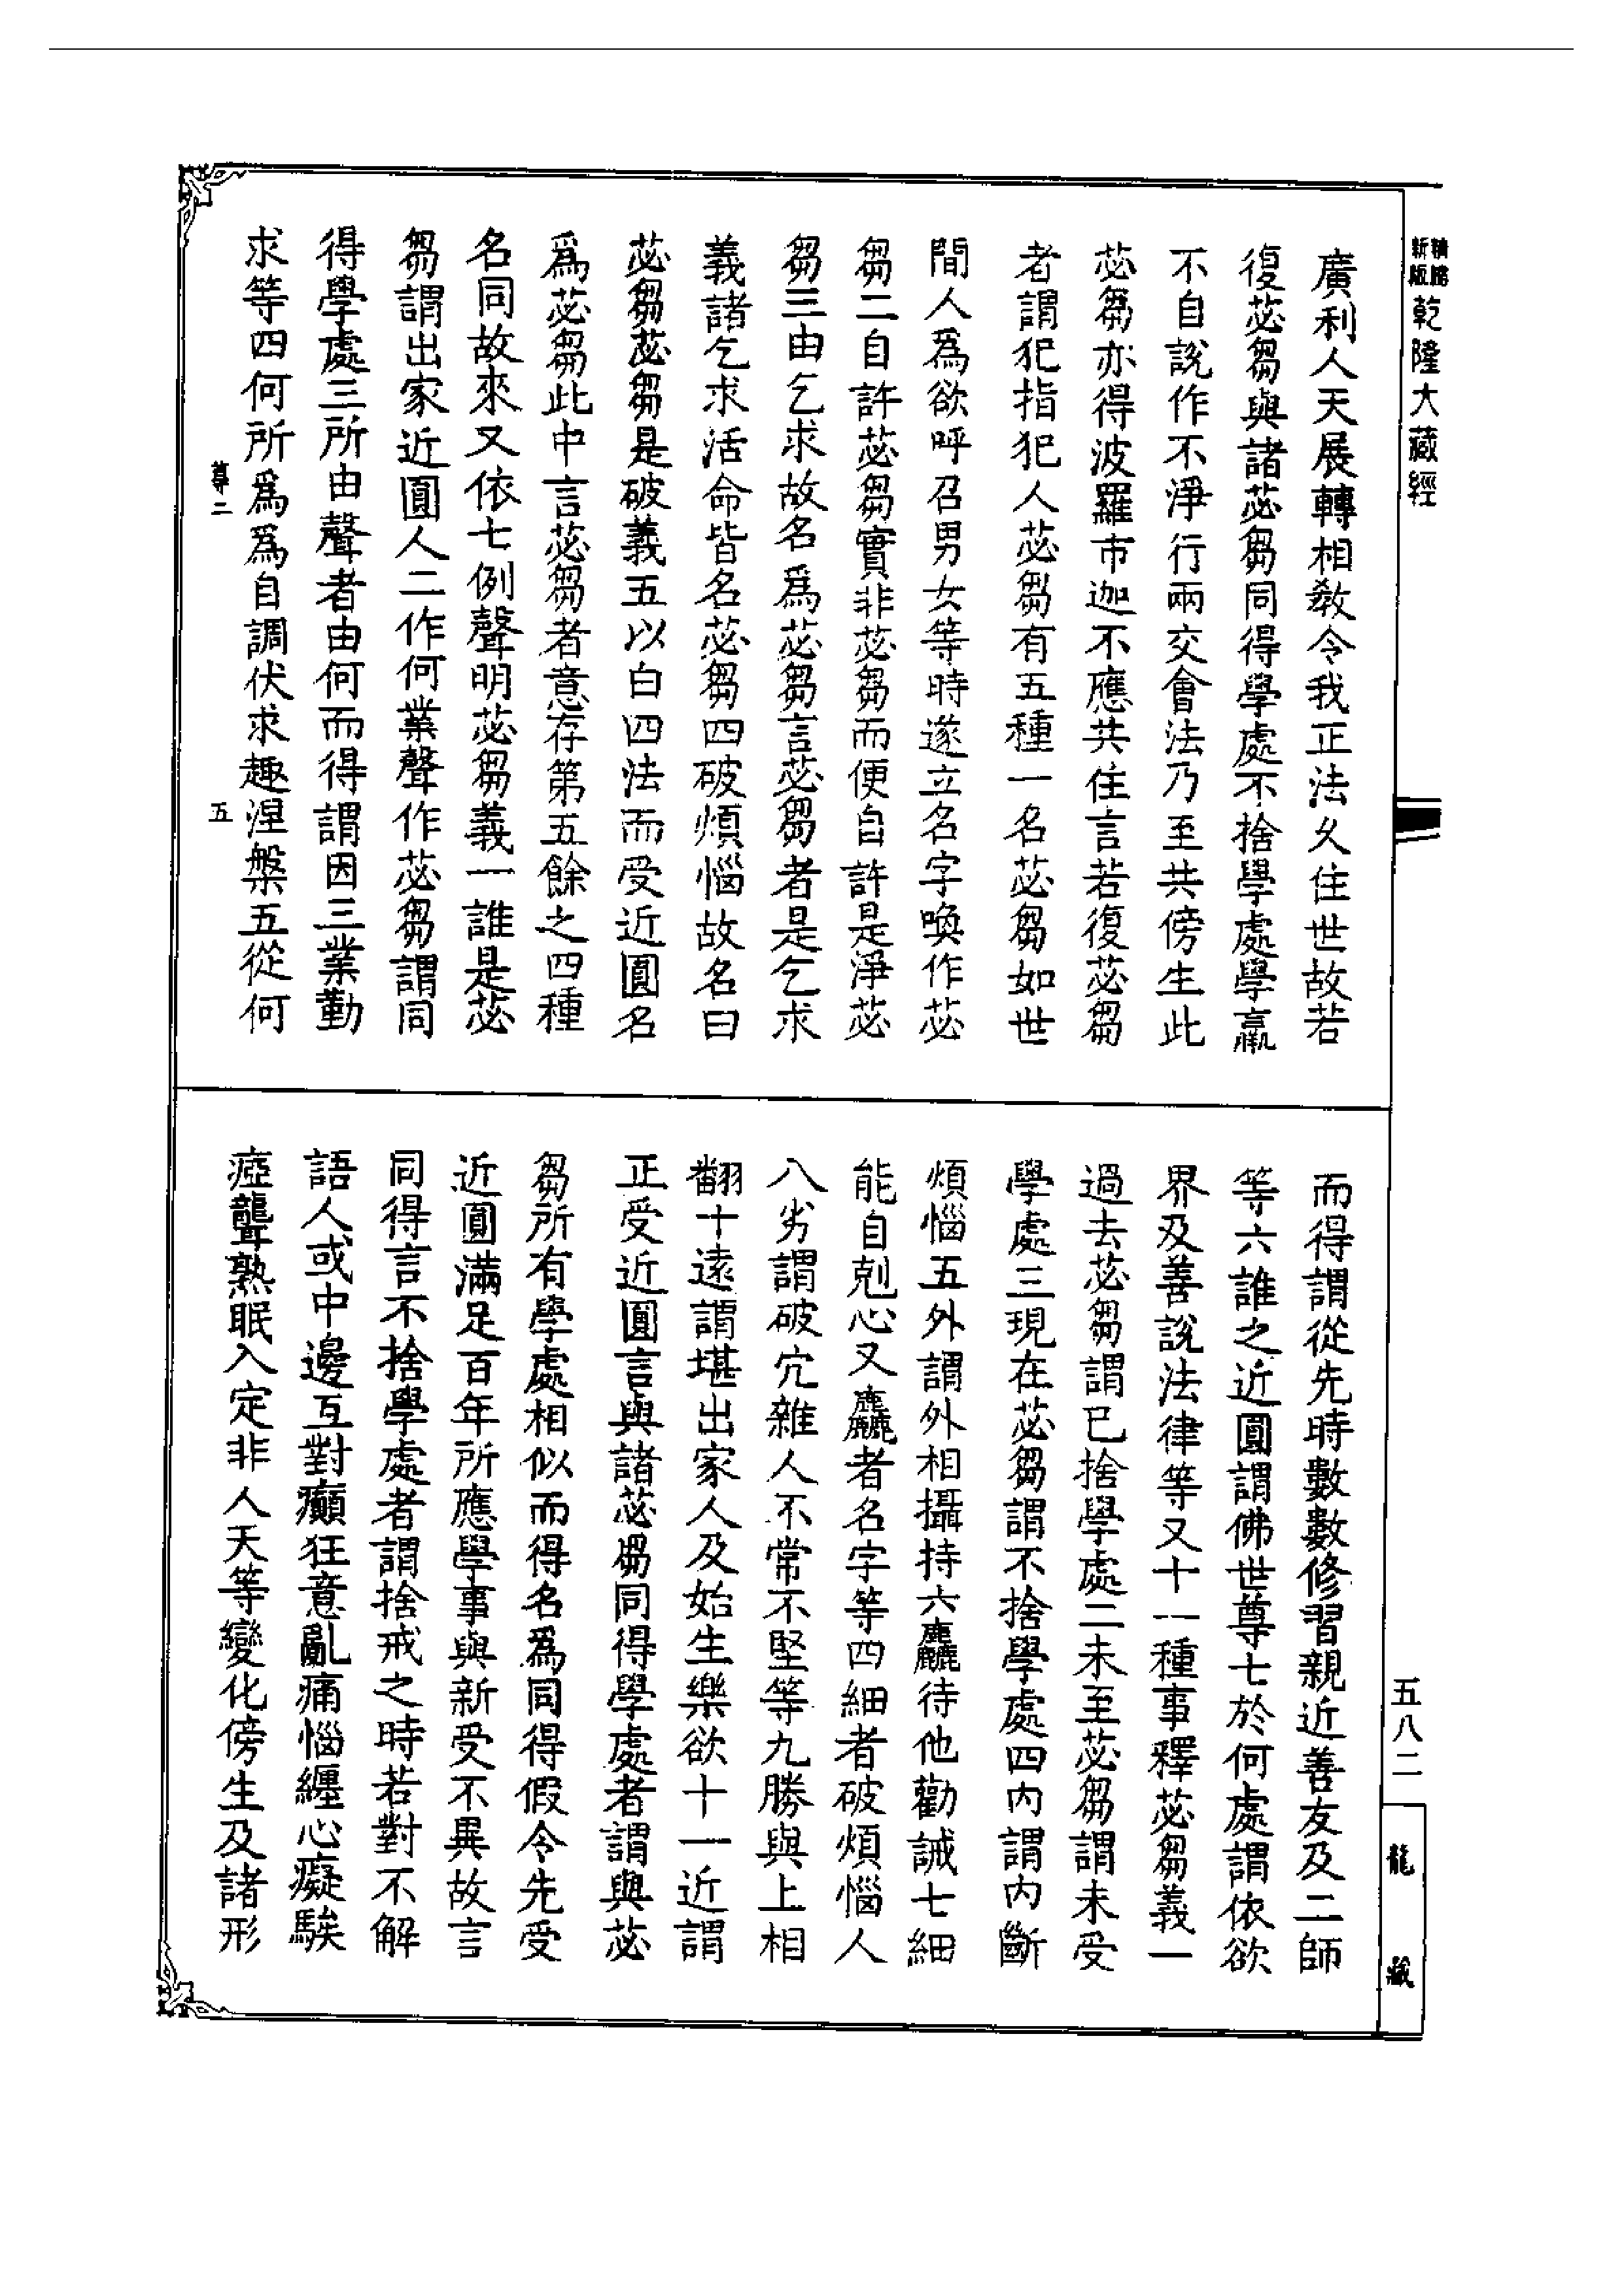 新版
精縮
乾隆大藏經
廣利人天展轉相敎令我正法久住世故若
復苾芻與諸苾芻同得學處不捨學處學羸
不自說作不淨行兩交會法乃至共傍生此
苾芻亦得波羅市迦不應共住言若復苾芻
者謂犯指犯人苾芻有五種一名苾芻如世
間人爲欲呼召男女等時遂立名字喚作苾
芻二自許苾芻實非苾芻而便自許是淨苾
芻三由乞求故名爲苾芻言苾芻者是乞求
義諸乞求活命皆名苾芻四破煩惱故名曰
苾芻苾芻是破義五以白四法而受近圓名
爲苾芻此中言苾芻者意存第五餘之四種
名同故來又依七例聲明苾芻義一誰是苾
芻謂出家近圓人二作何業聲作苾芻謂同
得學處三所由聲者由何而得謂因三業勤
求等四何所爲爲自調伏求趣涅槃五從何
尊二
五
而得謂從先時數數修習親近善友及二師
等六誰之近圓謂佛世尊七於何處謂依欲
界及善說法律等又十一種事釋苾芻義一
過去苾芻謂已捨學處二未至苾芻謂未受
學處三現在苾芻謂不捨學處四內謂內斷
煩惱五外謂外相攝持六麤待他勸誡七細
能自剋心又麤者名字等四細者破煩惱人
八劣謂破宂雜人不常不堅等九勝與上相
翻十遠謂堪出家人及始生樂欲十一近謂
正受近圓言與諸苾芻同得學處者謂與苾
芻所有學處相似而得名爲同得假令先受
近圓滿足百年所應學事與新受不異故言
同得言不捨學處者謂捨戒之時若對不解
語人或中邊互對癲狂意亂痛惱纏心癡騃
瘂聾熟眠入定非人天等變化傍生及諸形
五八二
龍藏